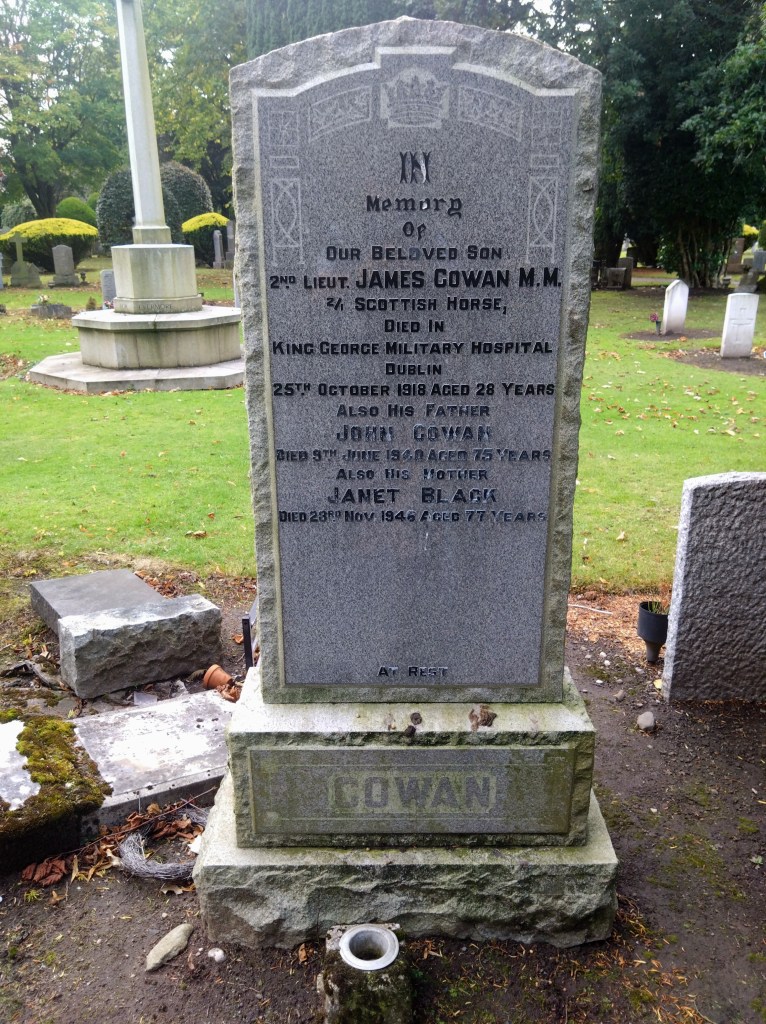 IN
Memory
Of
Our Beloved Son
2ND Lieut. James Cowan M.M.
2/1 Scottish Horse,
Died In
King George Military Hospital
Dublin
25TH October 1918 Aged 28 Years
Also His Father
John Cowan
Died 9TH June 1940 Aged 75 Years
Also His Mother
Janet Black
Died 23RD Nov 1946 Aged 77 Years
At Rest
COWAN